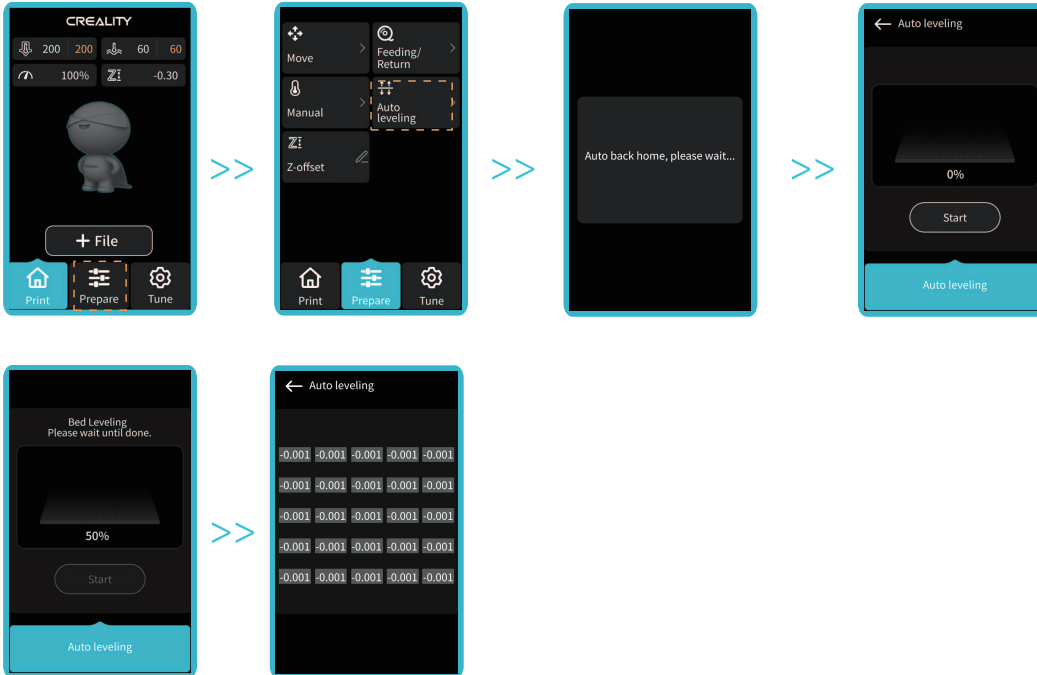 CREALITY
200 200 60 60
100% -0.30
+ File
Print Prepare Tune
>>
Move
Feeding/
Return
Manual
Auto
leveling
Z-offset
Print Prepare Tune
>>
Auto back home, please wait...
>>
Auto leveling
0%
Start
Auto leveling
Bed Leveling
Please wait until done.
50%
Start
Auto leveling
>>
Auto leveling
-0.001 -0.001 -0.001 -0.001 -0.001
-0.001 -0.001 -0.001 -0.001 -0.001
-0.001 -0.001 -0.001 -0.001 -0.001
-0.001 -0.001 -0.001 -0.001 -0.001
-0.001 -0.001 -0.001 -0.001 -0.001